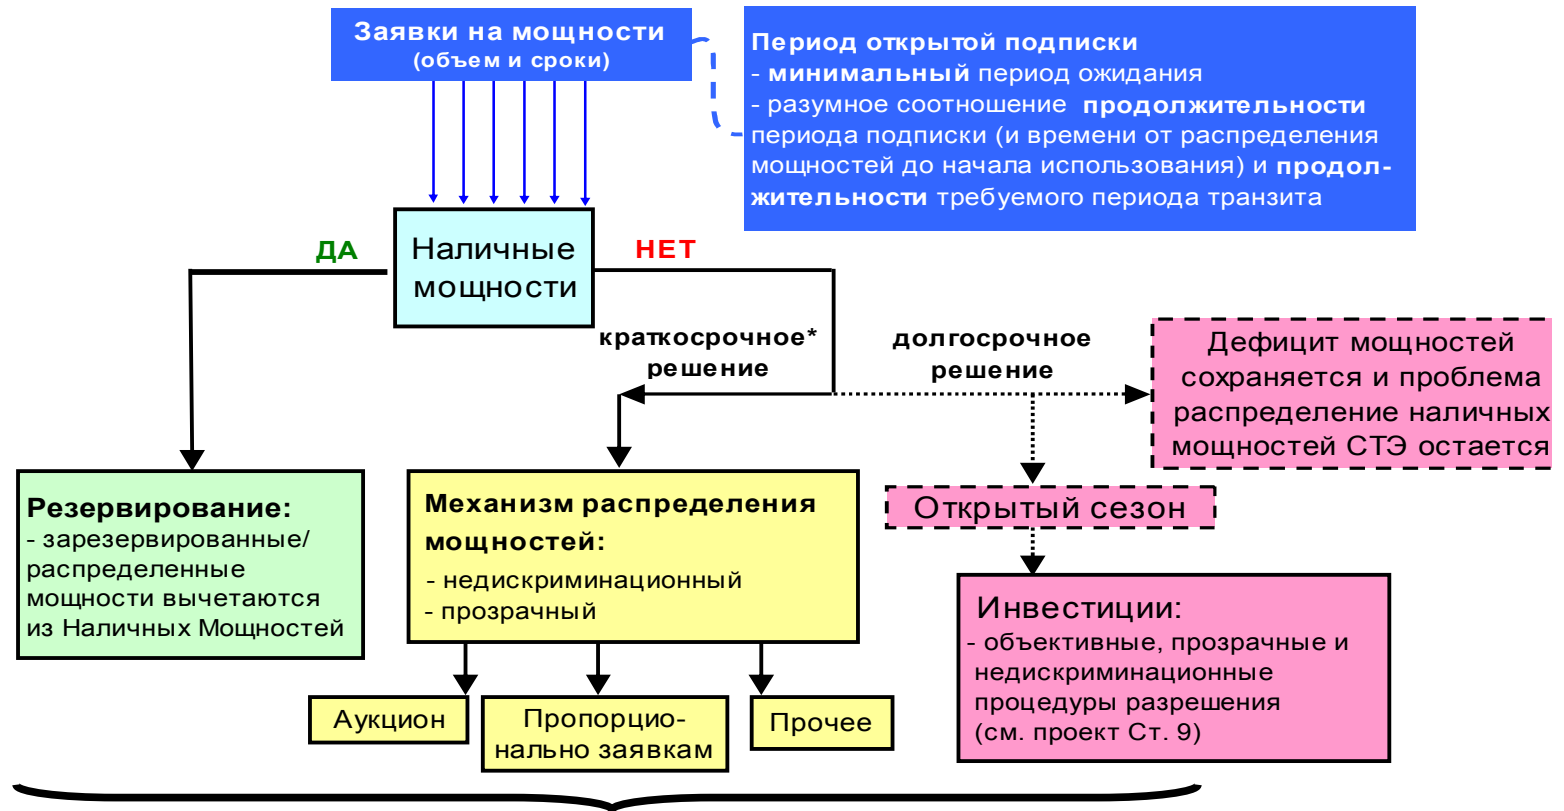 Заявки на мощности
(объем и сроки)
Период открытой подписки
- минимальный период ожидания
- разумное соотношение продолжительности
периода подписки (и времени от распределения
мощностей до начала использования) и продол-
жительности требуемого периода транзита
ДА
Наличные
мощности
НЕТ
краткосрочное*
решение
долгосрочное
решение
Дефицит мощностей
сохраняется и проблема
распределение наличных
мощностей СТЭ остается
Резервирование:
- зарезервированные/
распределенные
мощности вычетаются
из Наличных Мощностей
Механизм распределения
мощностей:
- недискриминационный
- прозрачный
Открытый сезон
Инвестиции:
- объективные, прозрачные и
недискриминационные
процедуры разрешения
(см. проект Ст. 9)
Аукцион
Пропорцио-
нально заявкам
Прочее